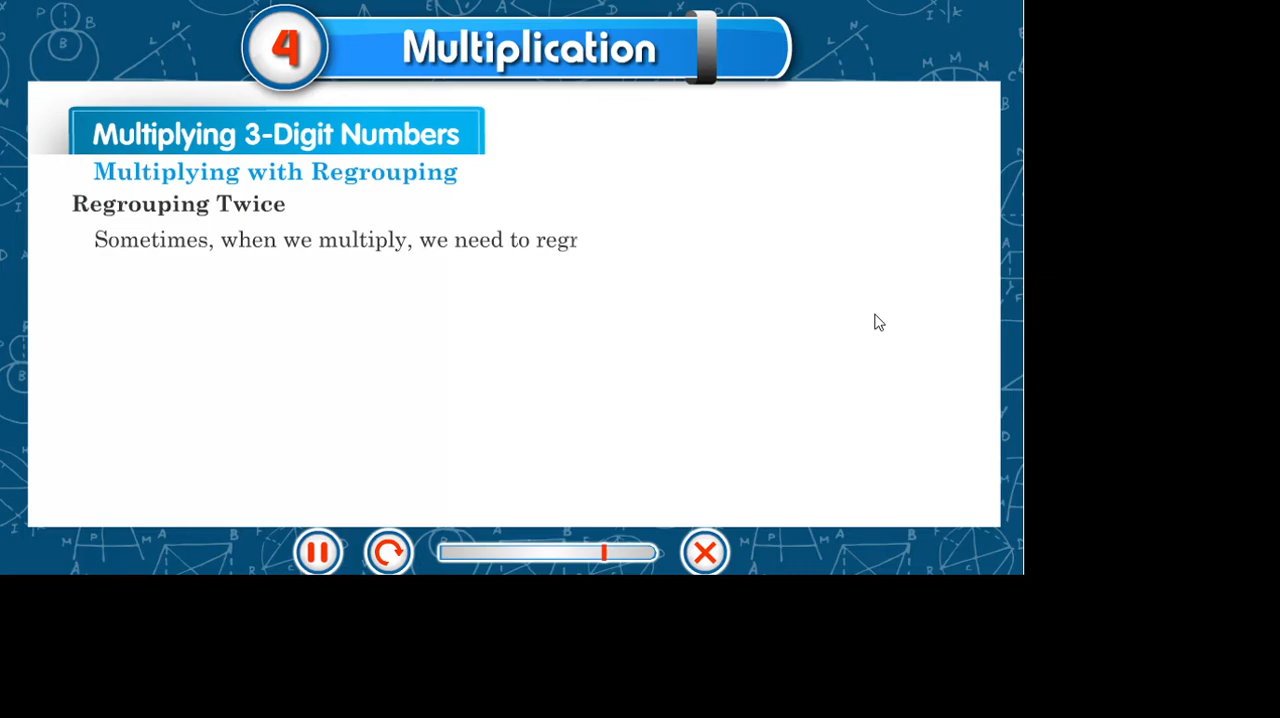 4
Multiplication
Multiplying 3-Digit Numbers
Multiplying with Regrouping
Regrouping Twice
Sometimes, when we multiply, we need to regr